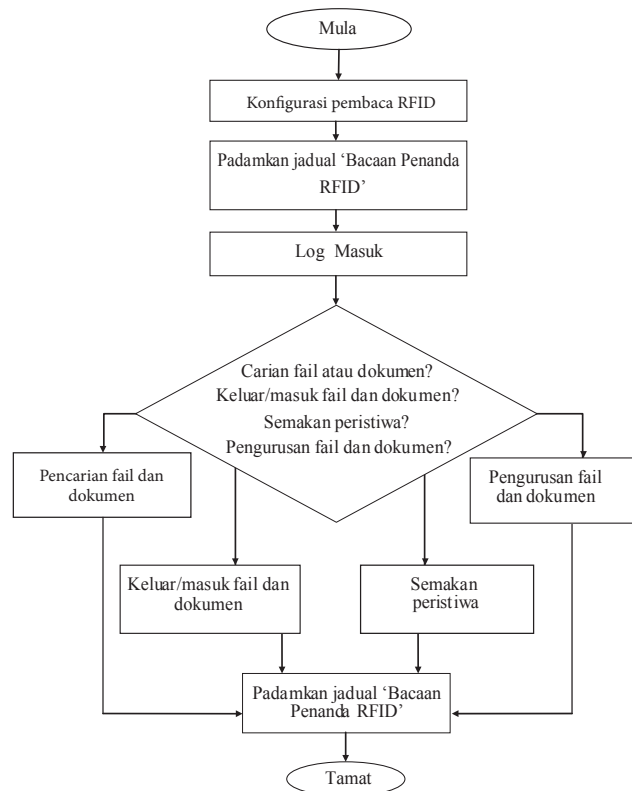 Mula
Konfigurasi pembaca RFID
Padamkan jadual ‘Bacaan Penanda
RFID’
Log Masuk
Carian fail atau dokumen?
Keluar/masuk fail dan dokumen?
Semakan peristiwa?
Pengurusan fail dan dokumen?
Pencarian fail dan
dokumen
Pengurusan fail
dan dokumen
Keluar/masuk fail dan
dokumen
Semakan
peristiwa
Padamkan jadual ‘Bacaan
Penanda RFID’
Tamat